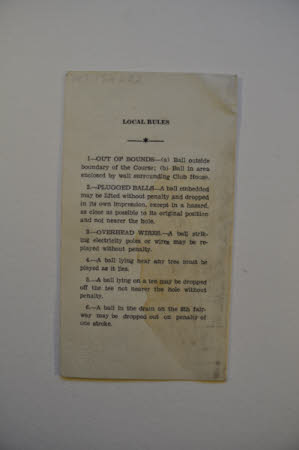 LOCAL RULES
1—OUT OF BOUNDS—(a) Ball outside
boundary of the Course; (b) Ball in area
enclosed by wall surrounding Club House.
2—PLUGGED BALLS—A ball embedded
may be lifted without penalty and dropped
in its own impression, except in a hazard,
as close as possible to its original position
and not nearer the hole.
3—OVERHEAD WIRES—A ball strik-
ing electricity poles or wires may be re-
played without penalty.
4.—A ball lying near any tree must be
played as it lies.
5.—A ball lying on a tee may be dropped
off the tee not nearer the hole without
penalty.
6.—A ball in the drain on the 8th fair-
way may be dropped out on penalty of
one stroke.